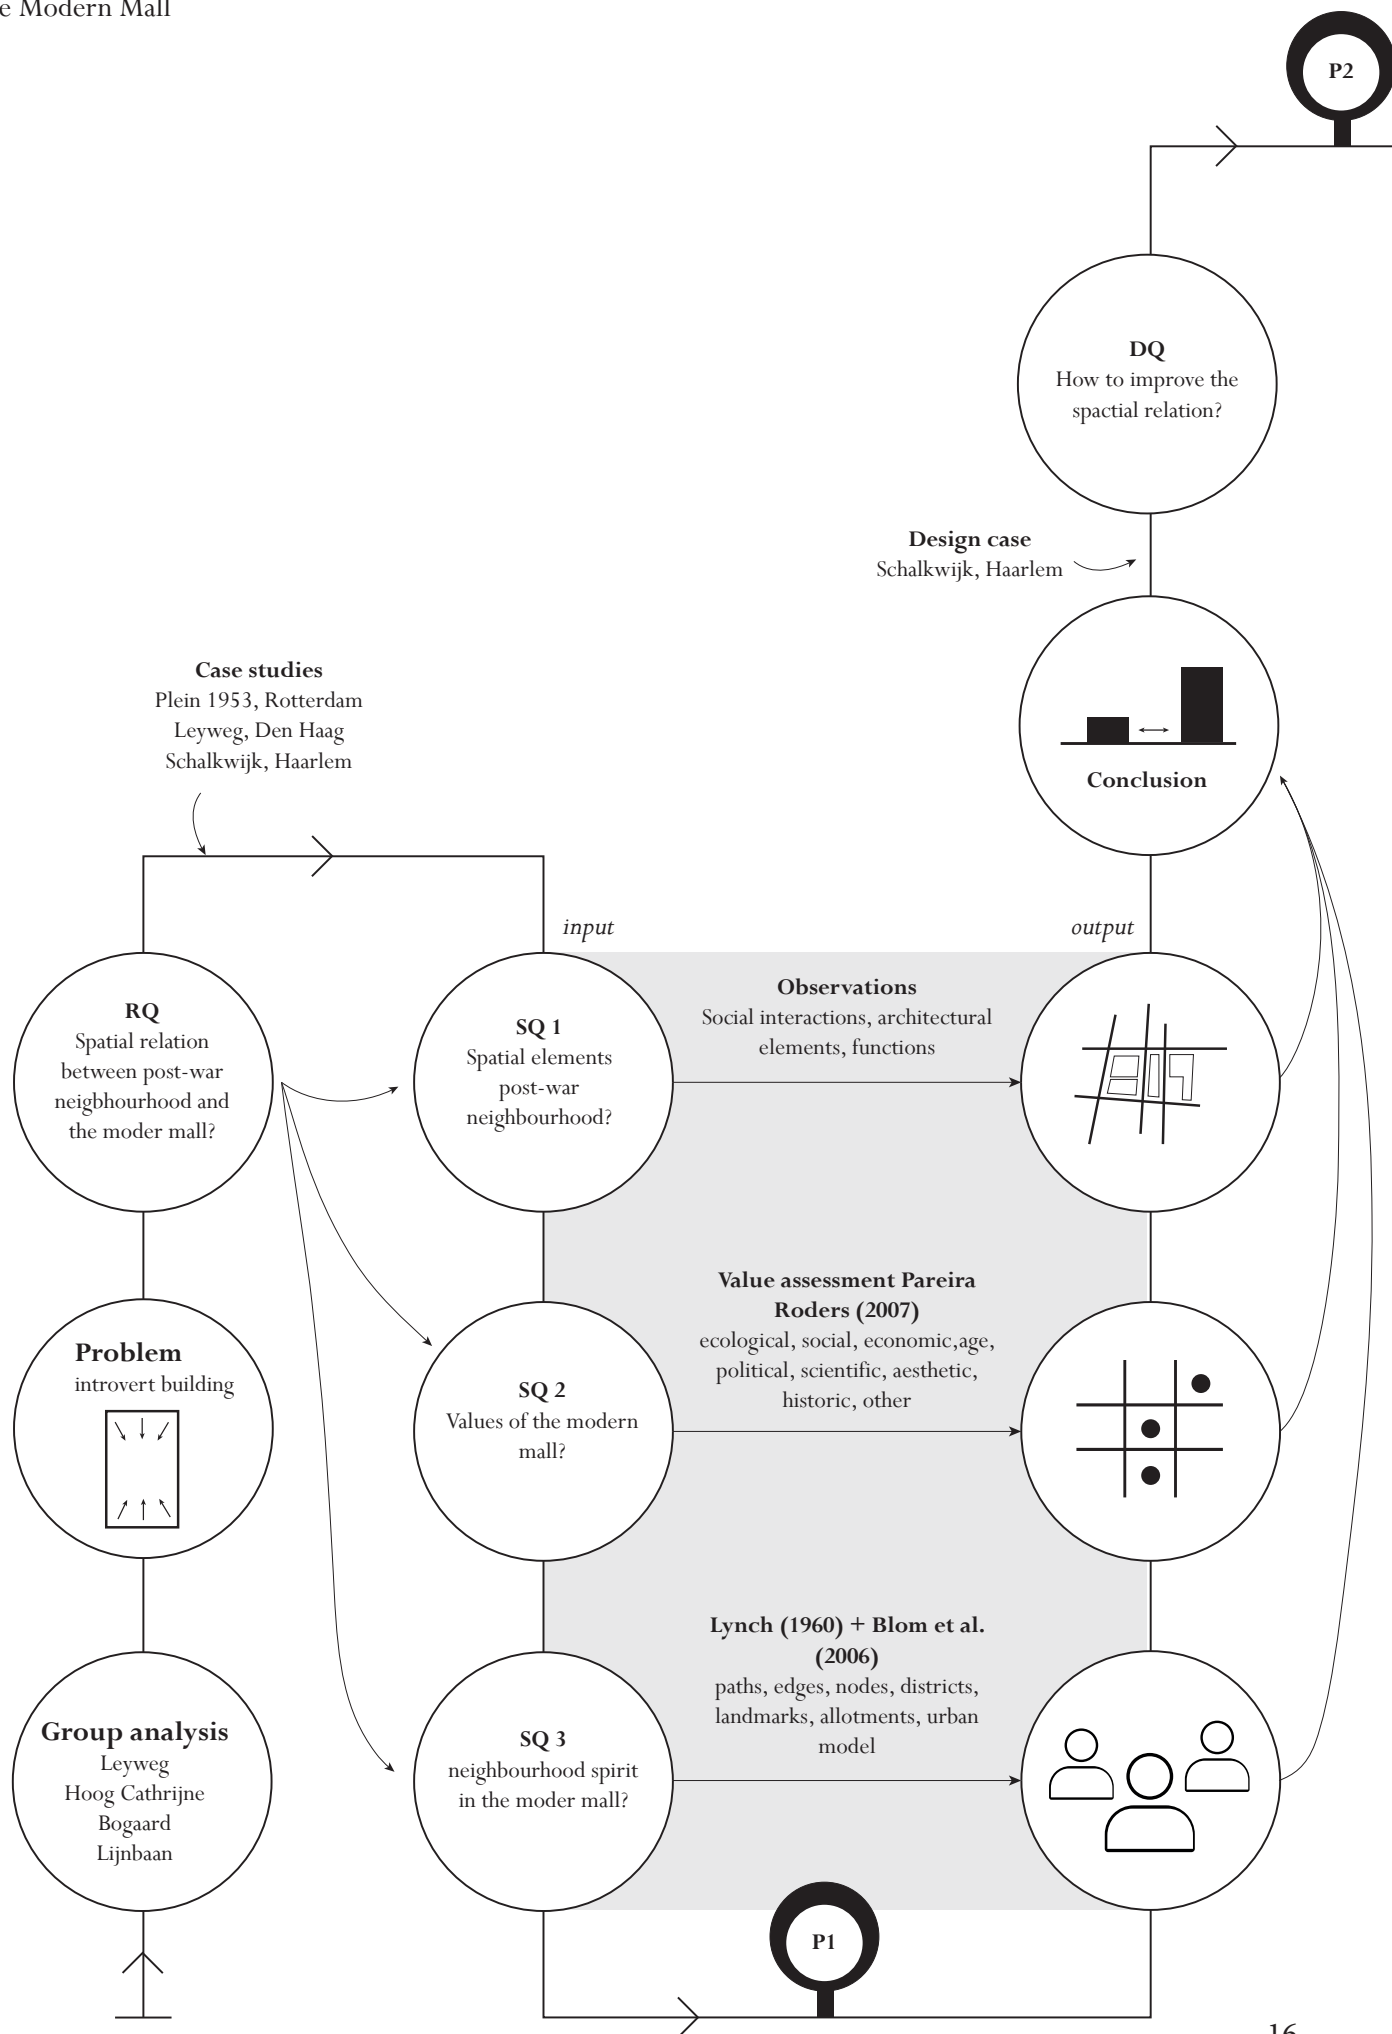 e Modern Mall
P2
DQ
How to improve the
spactial relation?
Design case
Schalkwijk, Haarlem
Conclusion
Case studies
Plein 1953, Rotterdam
Leyweg, Den Haag
Schalkwijk, Haarlem
input
output
RQ
Spatial relation
between post-war
neigbhourhood and
the moder mall?
SQ 1
Spatial elements
post-war
neighbourhood?
Observations
Social interactions, architectural
elements, functions
Problem
introvert building
SQ 2
Values of the modern
mall?
Value assessment Pareira
Roders (2007)
ecological, social, economic,age,
political, scientific, aesthetic,
historic, other
Group analysis
Leyweg
Hoog Cathrijne
Bogaard
Lijnbaan
SQ 3
neighbourhood spirit
in the moder mall?
Lynch (1960) + Blom et al.
(2006)
paths, edges, nodes, districts,
landmarks, allotments, urban
model
P1
16